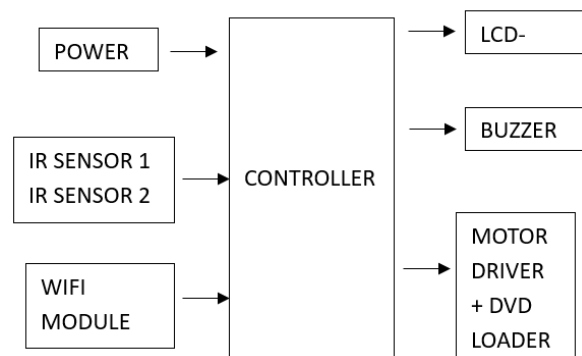 POWER
IR SENSOR 1
IR SENSOR 2
WIFI
MODULE
CONTROLLER
LCD-
BUZZER
MOTOR
DRIVER
+ DVD
LOADER